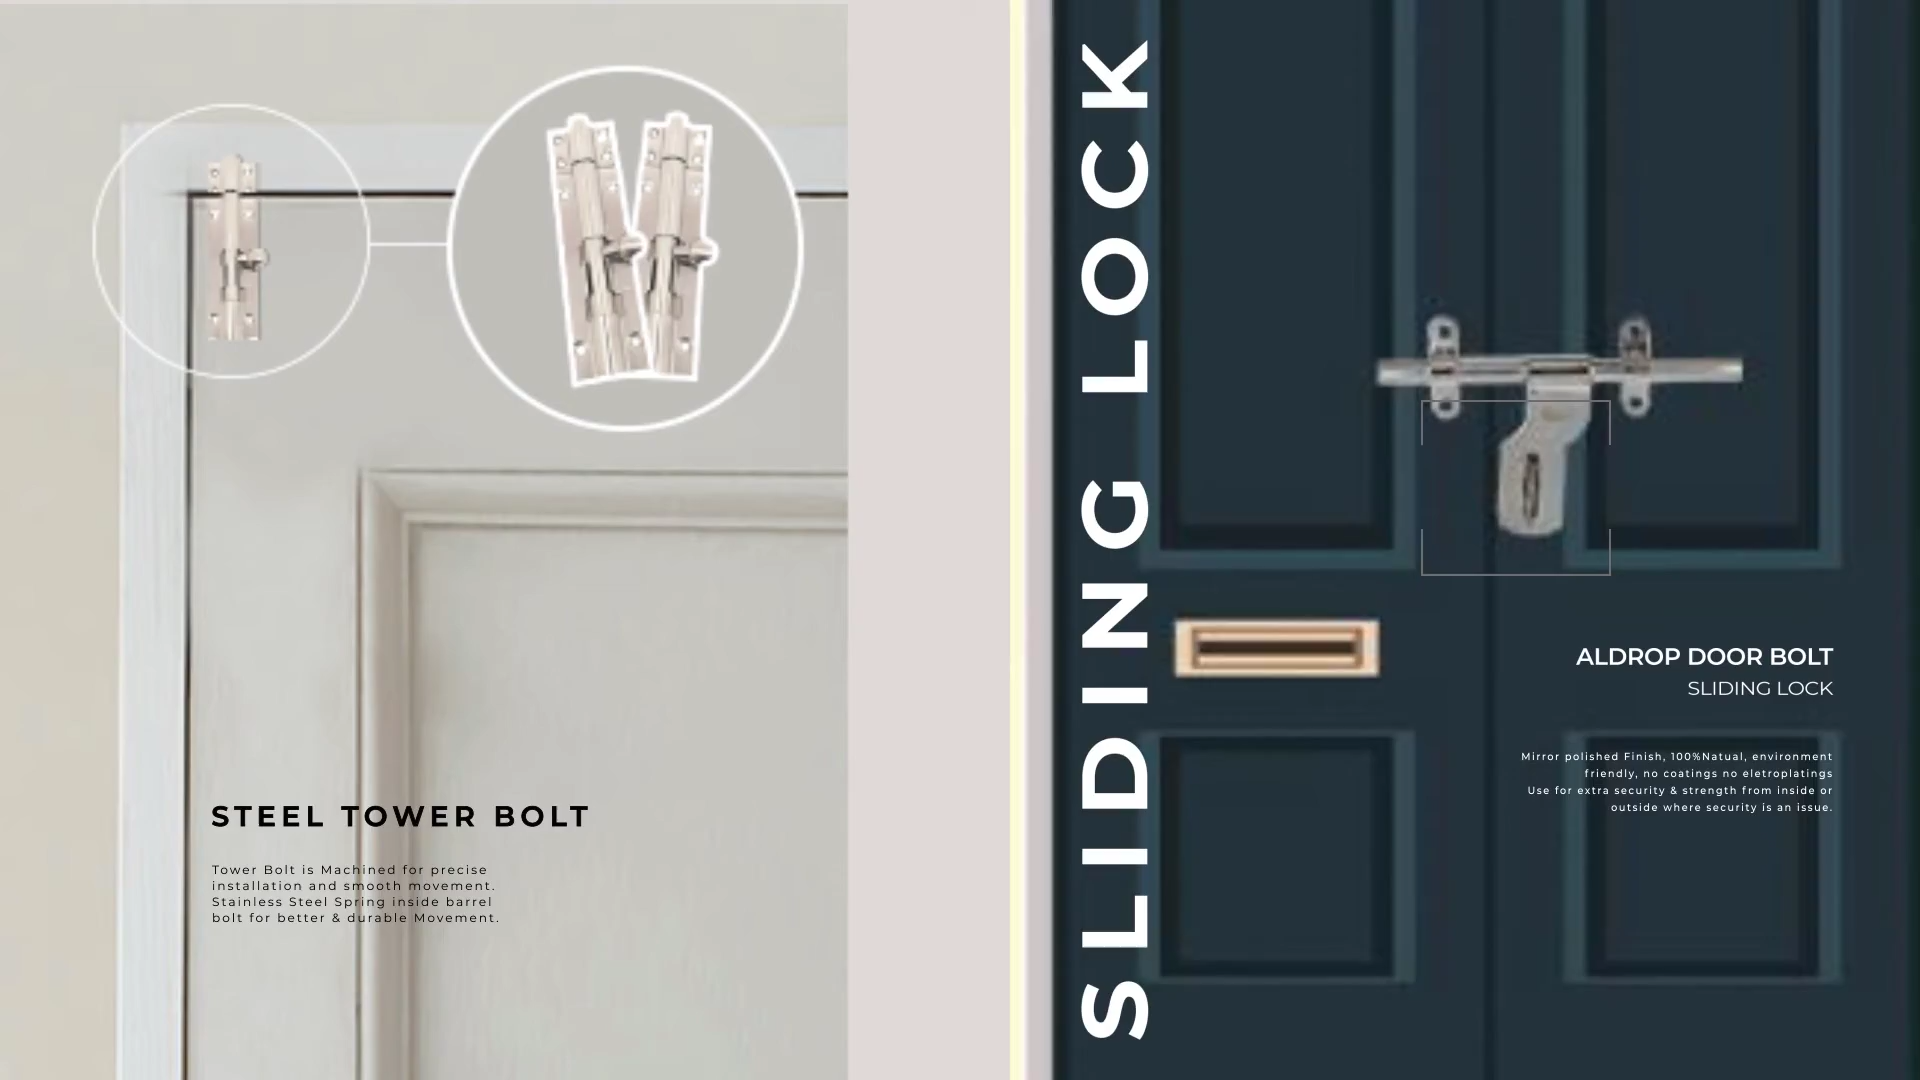 STEEL TOWER BOLT
Tower Bolt is Machined for precise
installation and smooth movement.
Stainless Steel Spring inside barrel
bolt for better & durable Movement.
SLIDING LOCK
ALDROP DOOR BOLT
SLIDING LOCK
Mirror polished Finish, 100%Natual, environment
friendly, no coatings no eletroplatings
Use for extra security & strength from inside or
outside where security is an issue.